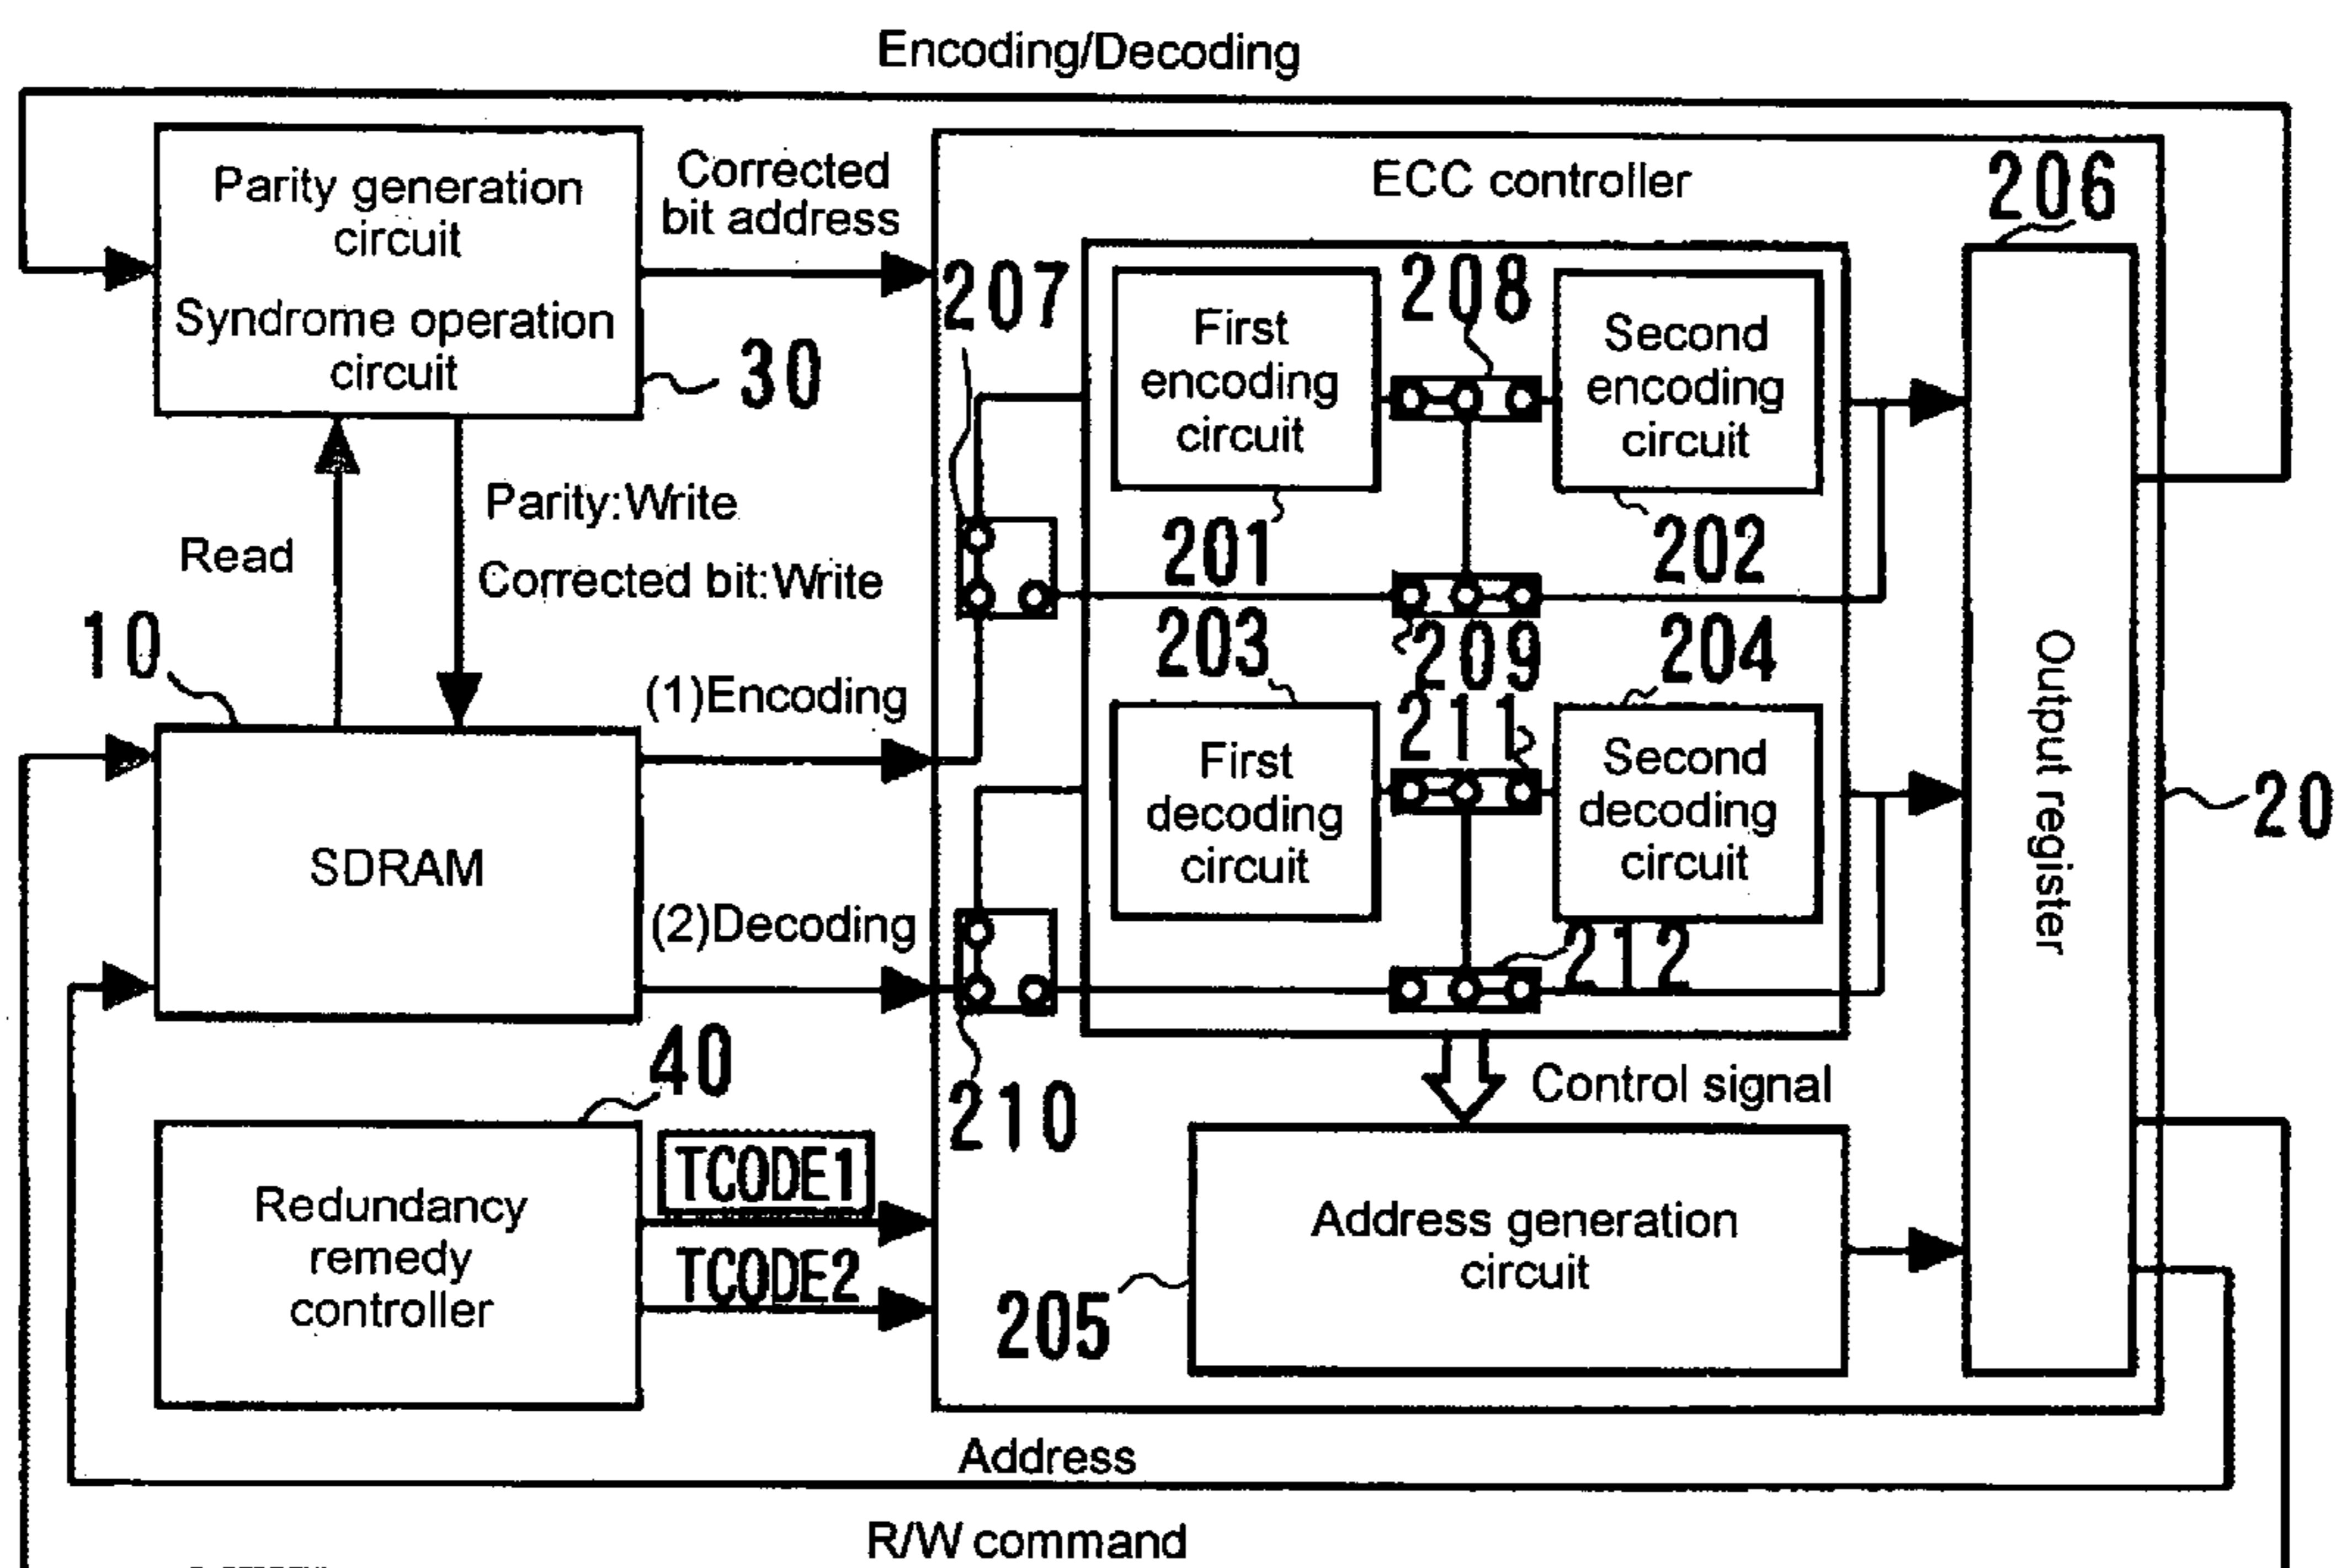 Encoding/Decoding
Parity generation
circuit
Syndrome operation
circuit
30
Corrected
bit address
ECC controller
206
207
First
encoding
circuit
208
Second
encoding
circuit
201
202
Read
Parity:Write
Corrected bit:Write
10
(1)Encoding
203
209
204
211
First
decoding
circuit
Second
decoding
circuit
Output register
20
SDRAM
(2)Decoding
212
210
40
Control signal
Redundancy
remedy
controller
TCODE1
TCODE2
Address generation
circuit
205
Address
R/W command